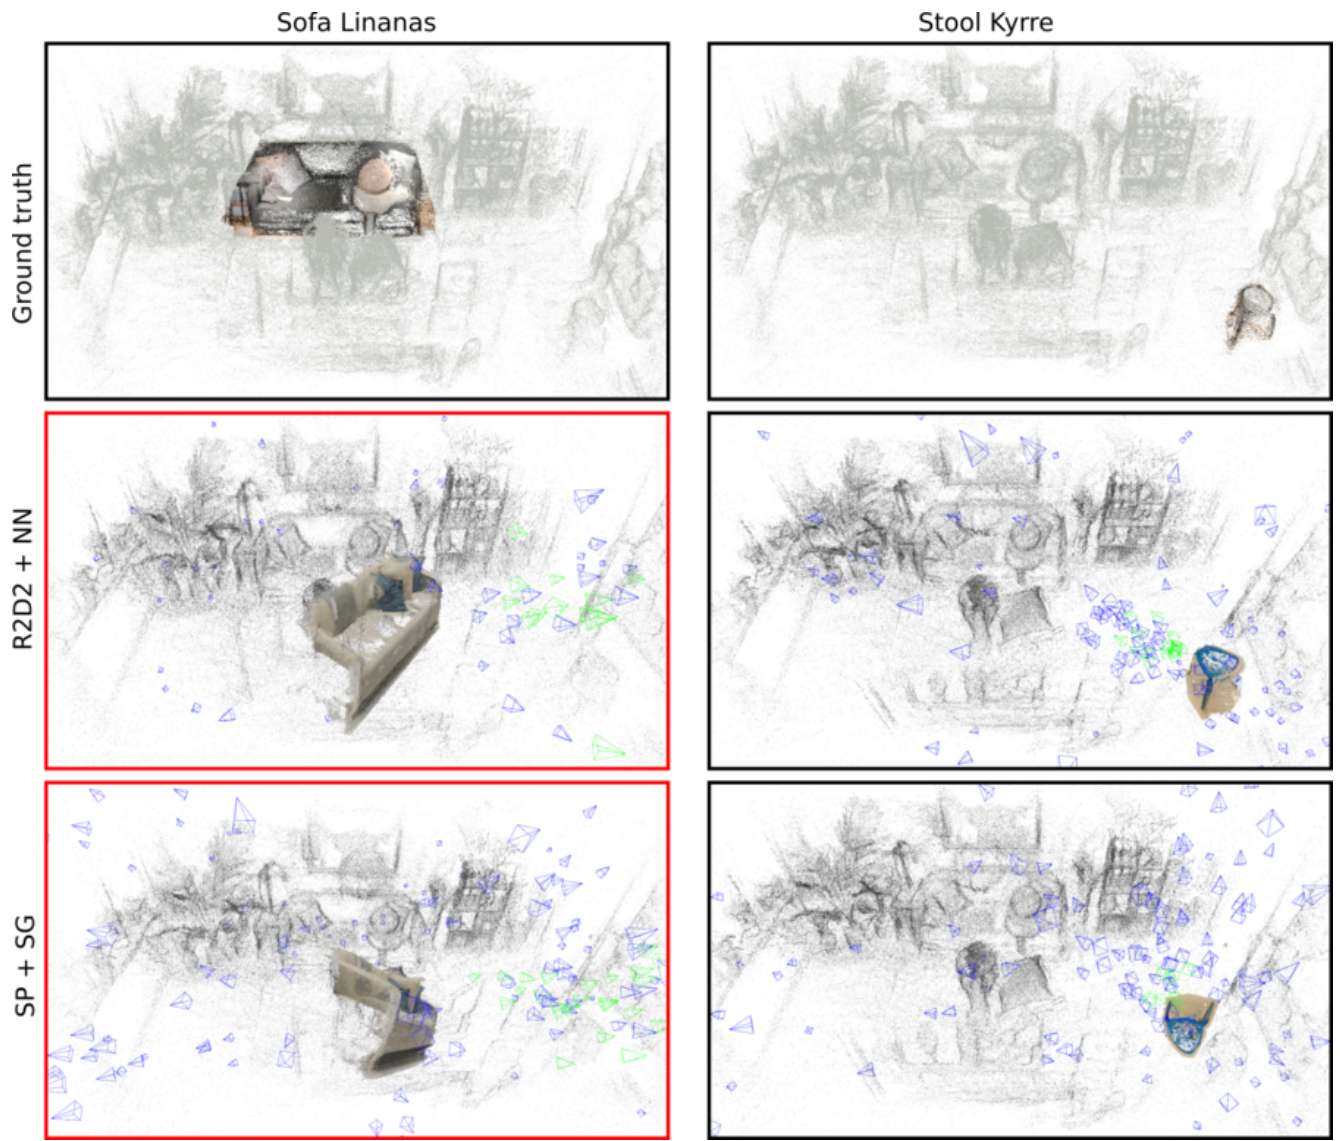 Sofa Linanas
Stool Kyrre
Ground truth
R2D2 + NN
SP + SG